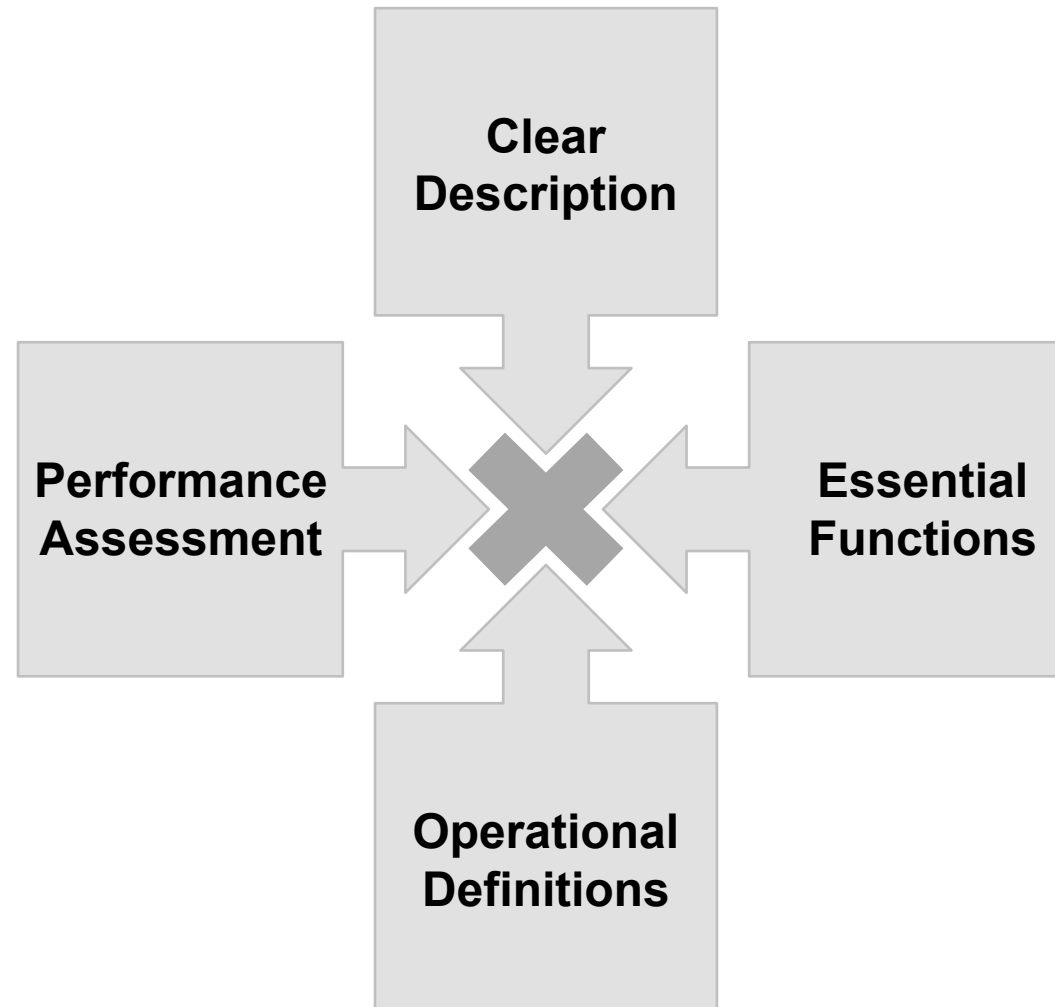 Clear
Description
Performance
Assessment
Essential
Functions
Operational
Definitions